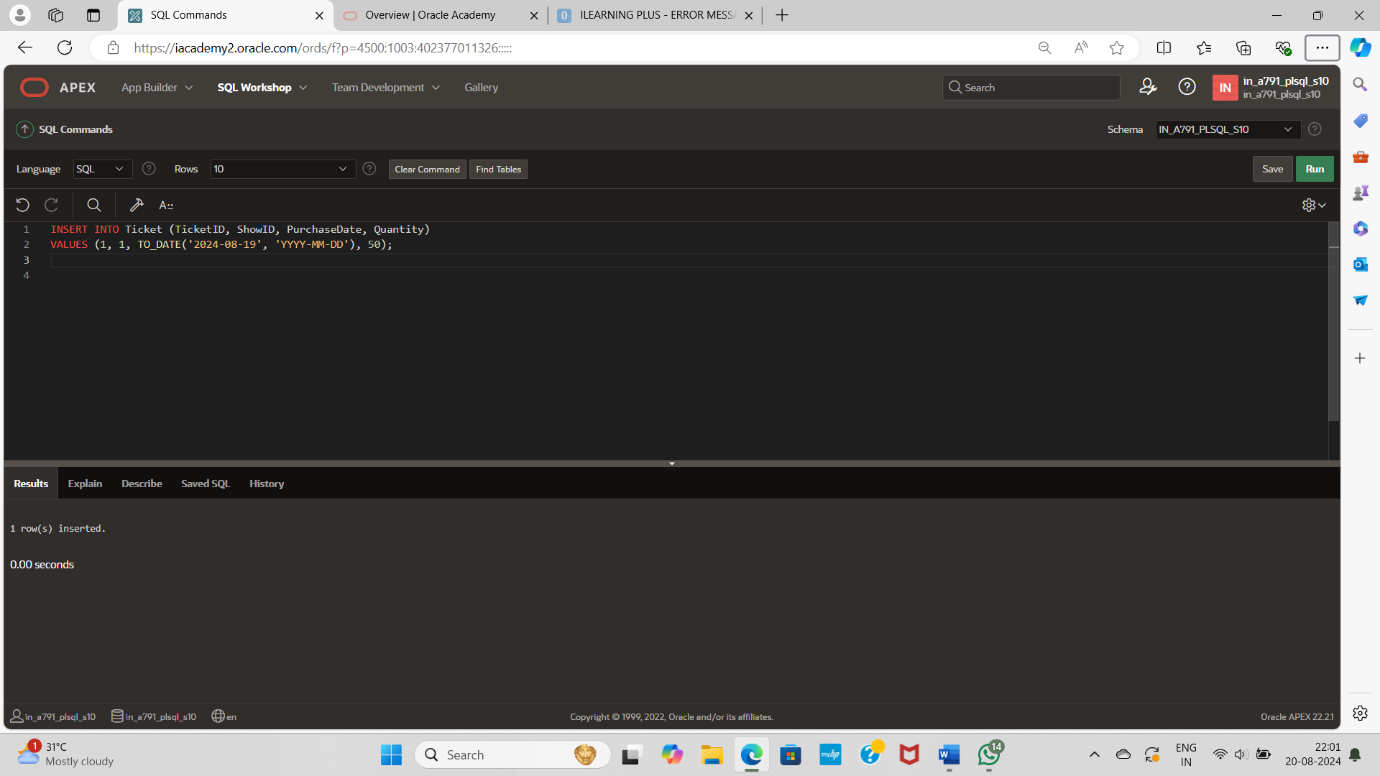 SQL Commands
Overview | Oracle Academy
ILEARNING PLUS - ERROR MESSA
https://iacademy2.oracle.com/ords/f?p=4500:1003:402377011326:::::
APEX App Builder SQL Workshop Team Development Gallery Search IN in_a791_plsql_s10
in_a791_plsql_s10
SQL Commands Schema IN_A791_PLSQL_S10
Language SQL Rows 10 Clear Command Find Tables Save Run
A::
1 INSERT INTO Ticket (TicketID, ShowID, PurchaseDate, Quantity)
2 VALUES (1, 1, TO_DATE('2024-08-19', 'YYYY-MM-DD'), 50);
3
4
Results Explain Describe Saved SQL History
1 row(s) inserted.
0.00 seconds
in_a791_plsql_s10 in_a791_plsql_s10 en Copyright © 1999, 2022, Oracle and/or its affiliates. Oracle APEX 22.2.1
1 31°C
Mostly cloudy
Search
14
ENG
IN
22:01
20-08-2024